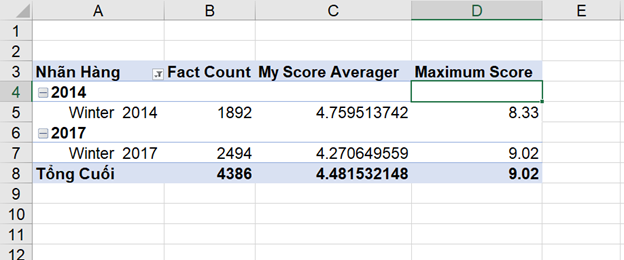 A B C D E
1
2
3 Nhãn Hàng Fact Count My Score Averager Maximum Score
4 2014
5 Winter 2014 1892 4.759513742 8.33
6 2017
7 Winter 2017 2494 4.270649559 9.02
8 Tổng Cuối 4386 4.481532148 9.02
9
10
11
12